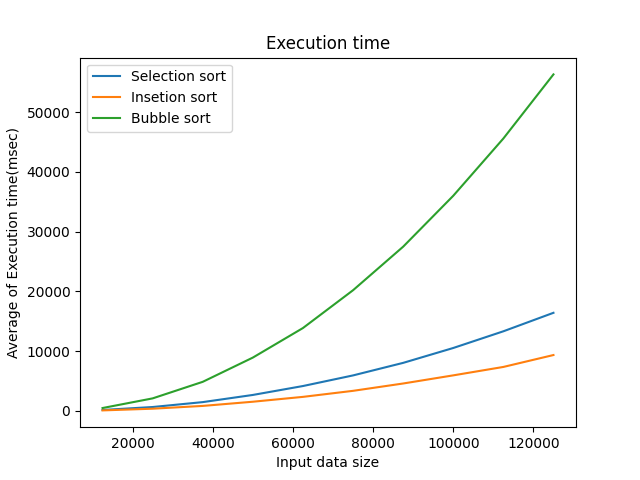 Execution time
Selection sort
Insetion sort
Bubble sort
Average of Execution time(msec)
50000
40000
30000
20000
10000
0
20000 40000 60000 80000 100000 120000
Input data size